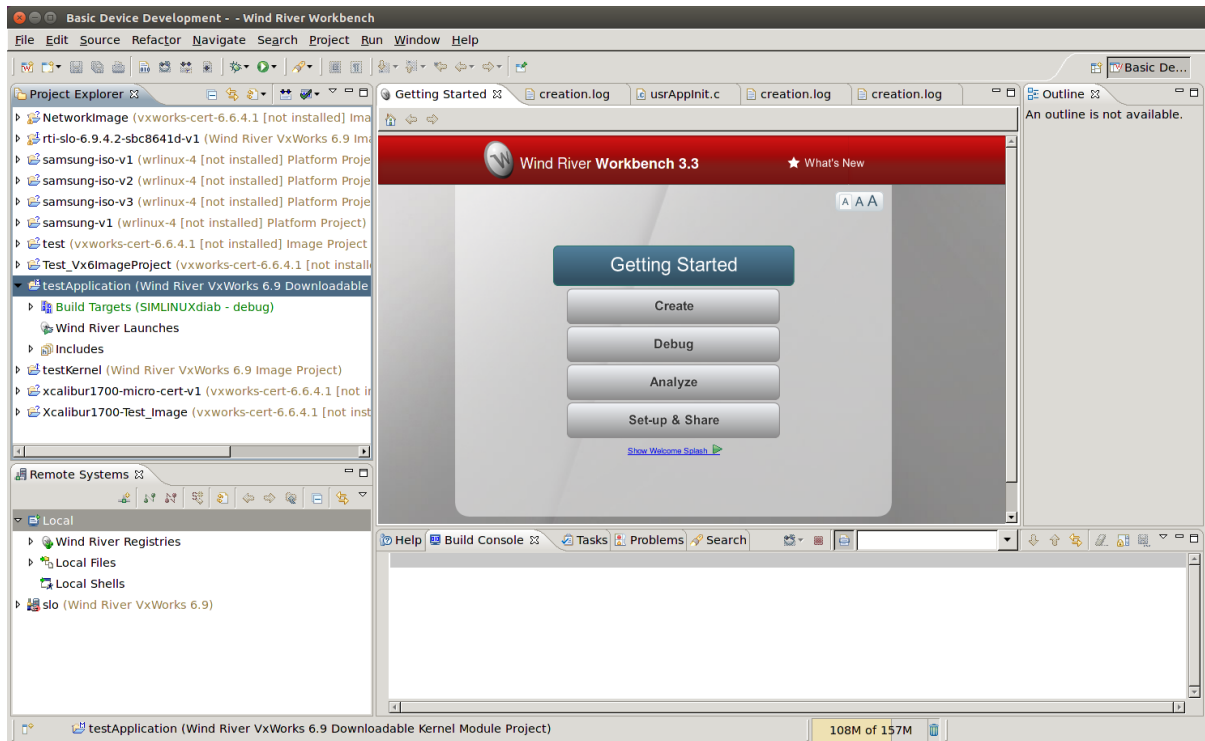 Basic Device Development - - Wind River Workbench
File Edit Source Refactor Navigate Search Project Run Window Help
Basic De...
Project Explorer
NetworkImage (vxworks-cert-6.6.4.1 [not installed] Ima
rti-slo-6.9.4.2-sbc8641d-v1 (Wind River VxWorks 6.9 Ima
samsung-iso-v1 (wrlinux-4 [not installed] Platform Proje
samsung-iso-v2 (wrlinux-4 [not installed] Platform Proje
samsung-iso-v3 (wrlinux-4 [not installed] Platform Proje
samsung-v1 (wrlinux-4 [not installed] Platform Project)
test (vxworks-cert-6.6.4.1 [not installed] Image Project
Test_Vx6ImageProject (vxworks-cert-6.6.4.1 [not install
testApplication (Wind River VxWorks 6.9 Downloadable
Build Targets (SIMLINUXdiab - debug)
Wind River Launches
Includes
testKernel (Wind River VxWorks 6.9 Image Project)
xcalibur1700-micro-cert-v1 (vxworks-cert-6.6.4.1 [not in
Xcalibur1700-Test_Image (vxworks-cert-6.6.4.1 [not inst
Remote Systems
Local
Wind River Registries
Local Files
Local Shells
slo (Wind River VxWorks 6.9)
Getting Started creation.log usrAppInit.c creation.log creation.log
Wind River Workbench 3.3 What's New
A A A
Getting Started
Create
Debug
Analyze
Set-up & Share
Show Welcome Splash
Outline
An outline is not available.
Help Build Console Tasks Problems Search
testApplication (Wind River VxWorks 6.9 Downloadable Kernel Module Project)
108M of 157M